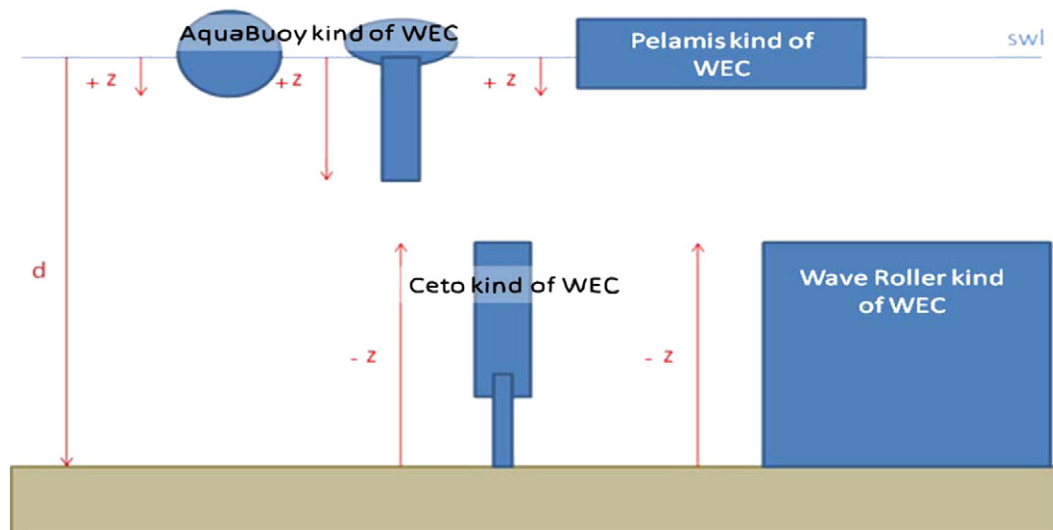 AquaBuoy kind of WEC
Pelamis kind of
WEC
swl
+ z
+ z
+ z
d
Ceto kind of WEC
Wave Roller kind
of WEC
- z
- z